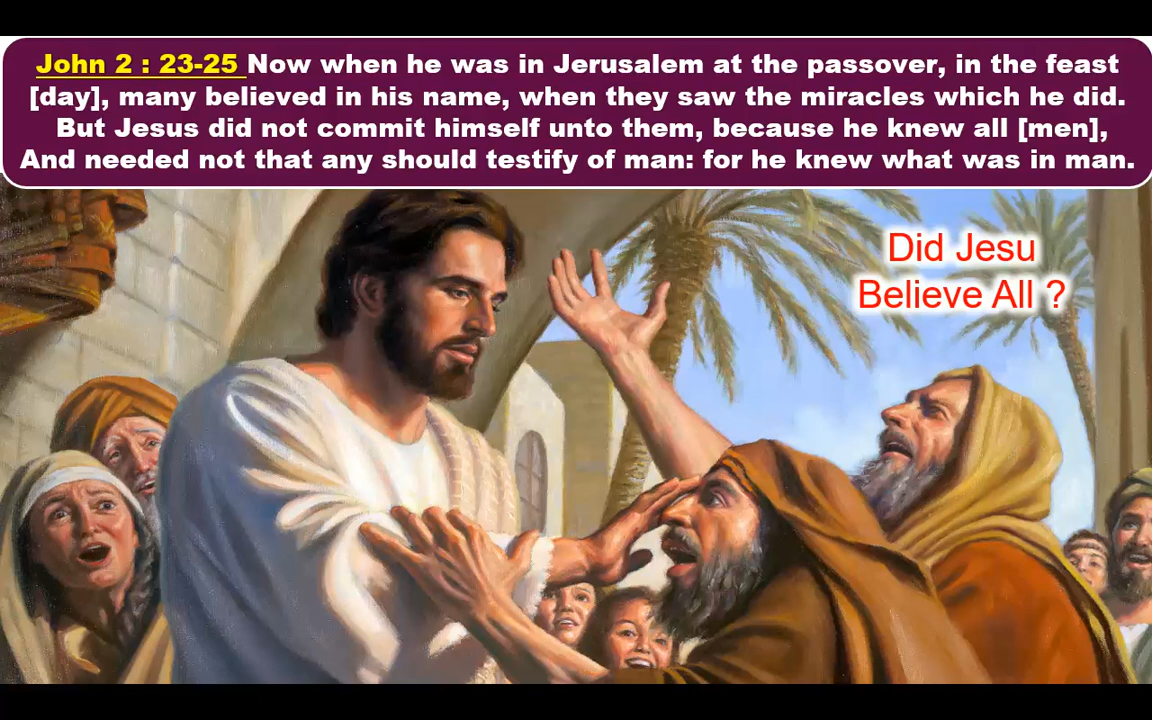 John 2 : 23-25 Now when he was in Jerusalem at the passover, in the feast
[day], many believed in his name, when they saw the miracles which he did.
But Jesus did not commit himself unto them, because he knew all [men],
And needed not that any should testify of man: for he knew what was in man.
Did Jesu
Believe All ?